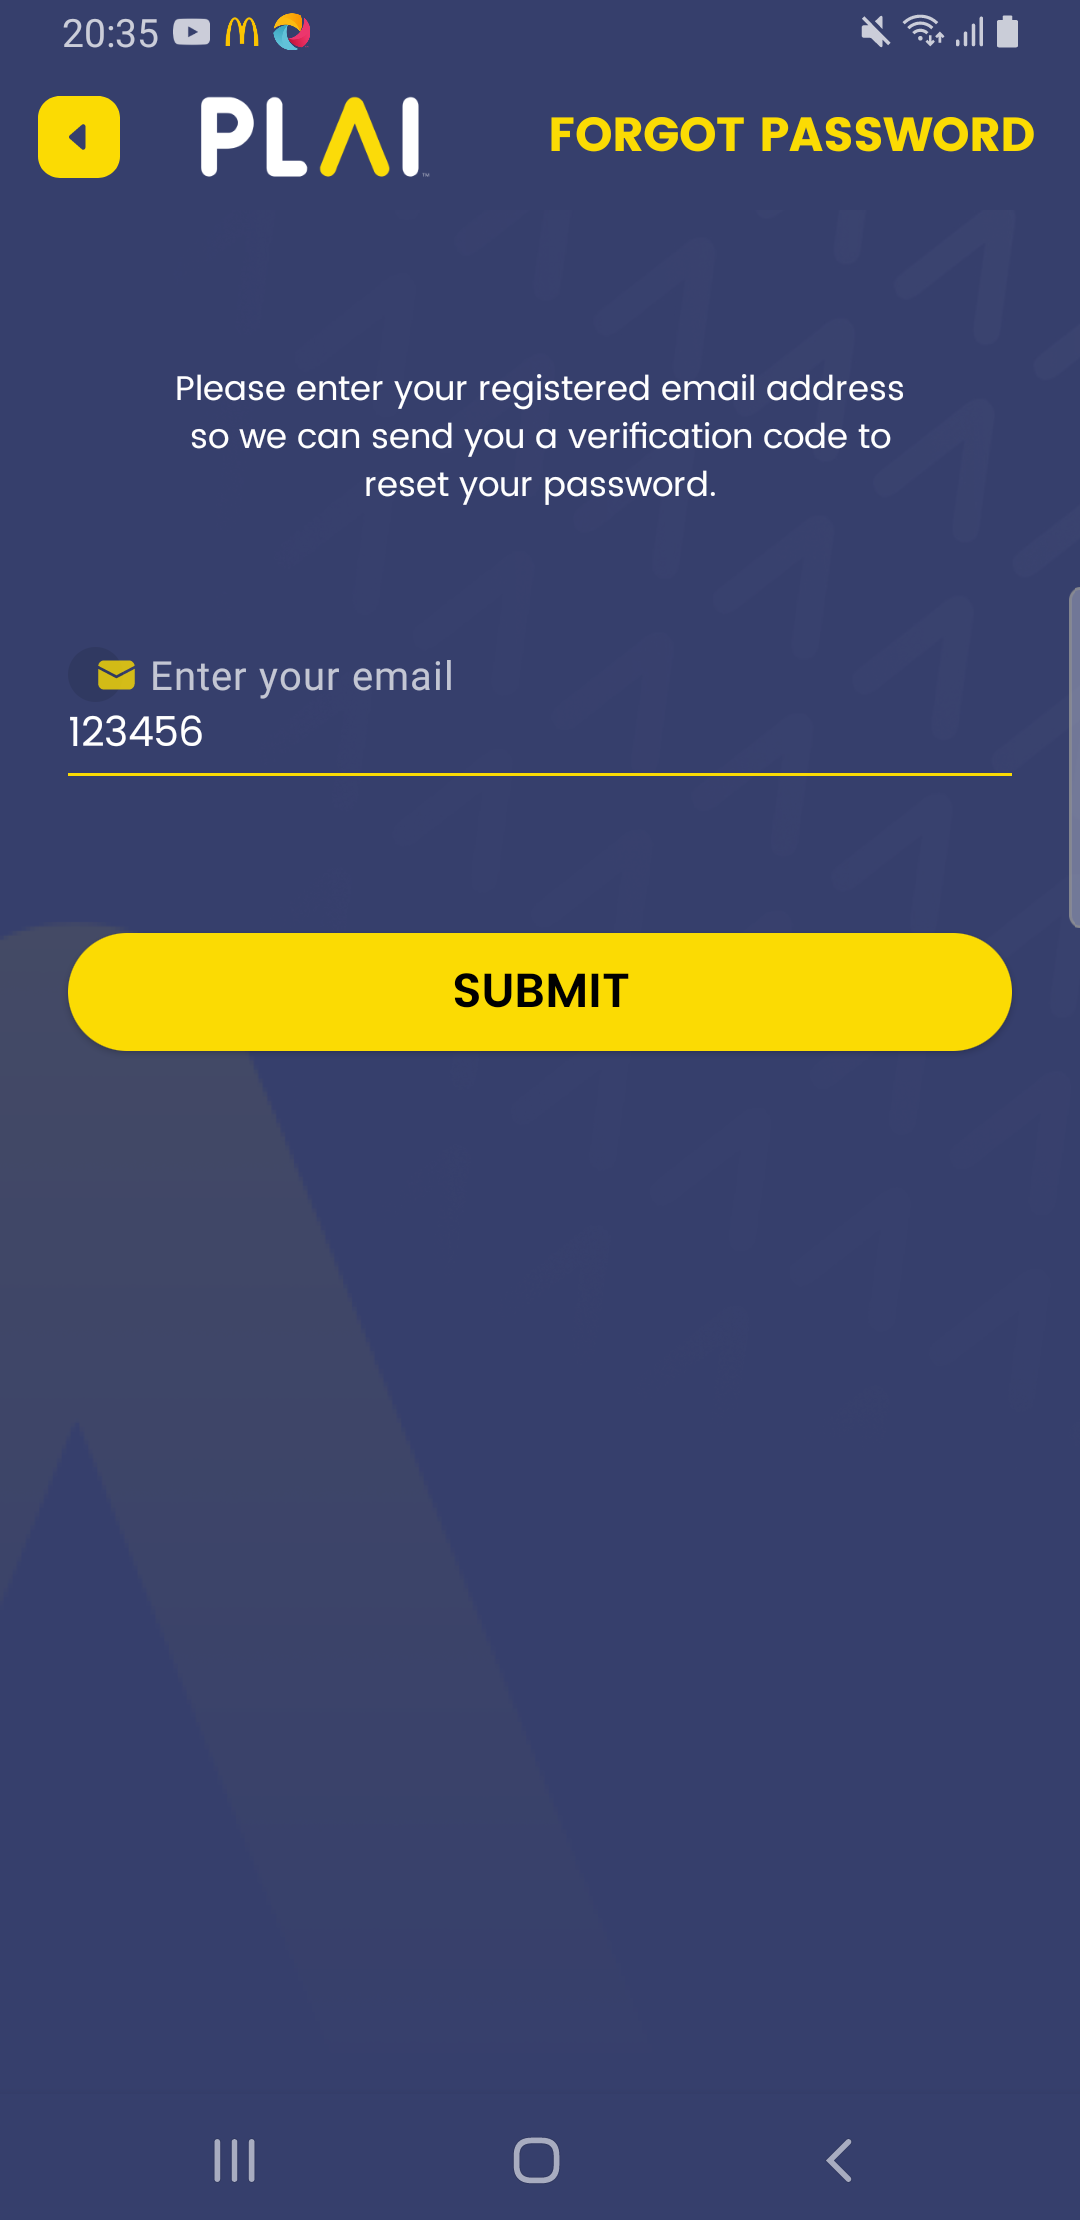 20:35
PLAI
FORGOT PASSWORD
Please enter your registered email address
so we can send you a verification code to
reset your password.
Enter your email
123456
SUBMIT